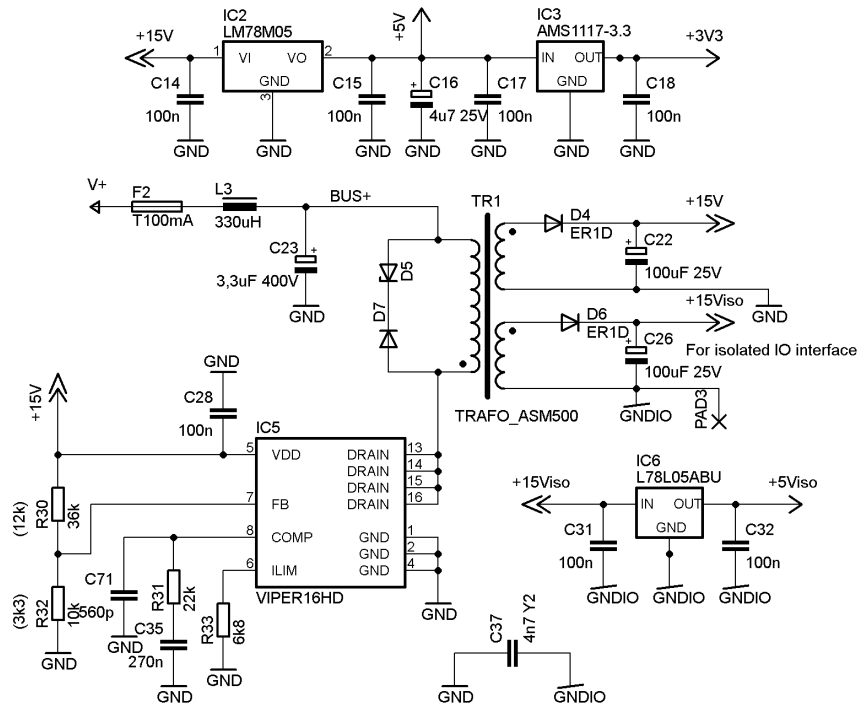 IC2
LM78M05
+15V
1
VI
VO
2
GND
3
C14
100n
GND
GND
C15
100n
GND
+5V
C16
4u7 25V
GND
C17
100n
GND
IC3
AMS1117-3.3
IN
OUT
GND
GND
+3V3
C18
100n
GND
V+
F2
T100mA
L3
330uH
BUS+
C23
3,3uF 400V
GND
D5
D7
TR1
TRAFO_ASM500
D4
ER1D
+15V
C22
100uF 25V
GND
D6
ER1D
+15Viso
For isolated IO interface
C26
100uF 25V
GNDIO
PAD3
GND
C28
100n
+15V
IC5
5
VDD
DRAIN
13
DRAIN
14
DRAIN
15
7
FB
DRAIN
16
8
COMP
GND
1
GND
2
6
ILIM
GND
4
VIPER16HD
GND
(12k)
R30
36k
(3k3)
R32
10k
GND
C71
560p
GND
R31
22k
C35
270n
GND
R33
6k8
GND
C37
4n7 Y2
GND
GNDIO
IC6
L78L05ABU
+15Viso
IN
OUT
GND
+5Viso
C31
100n
GNDIO
GNDIO
C32
100n
GNDIO